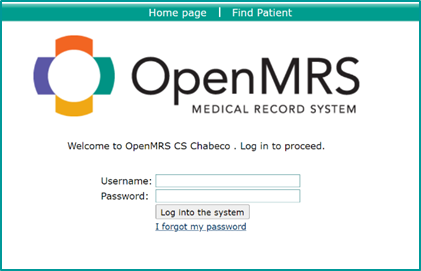 Home page | Find Patient
OpenMRS
MEDICAL RECORD SYSTEM
Welcome to OpenMRS CS Chabeco . Log in to proceed.
Username:
Password:
Log into the system
I forgot my password